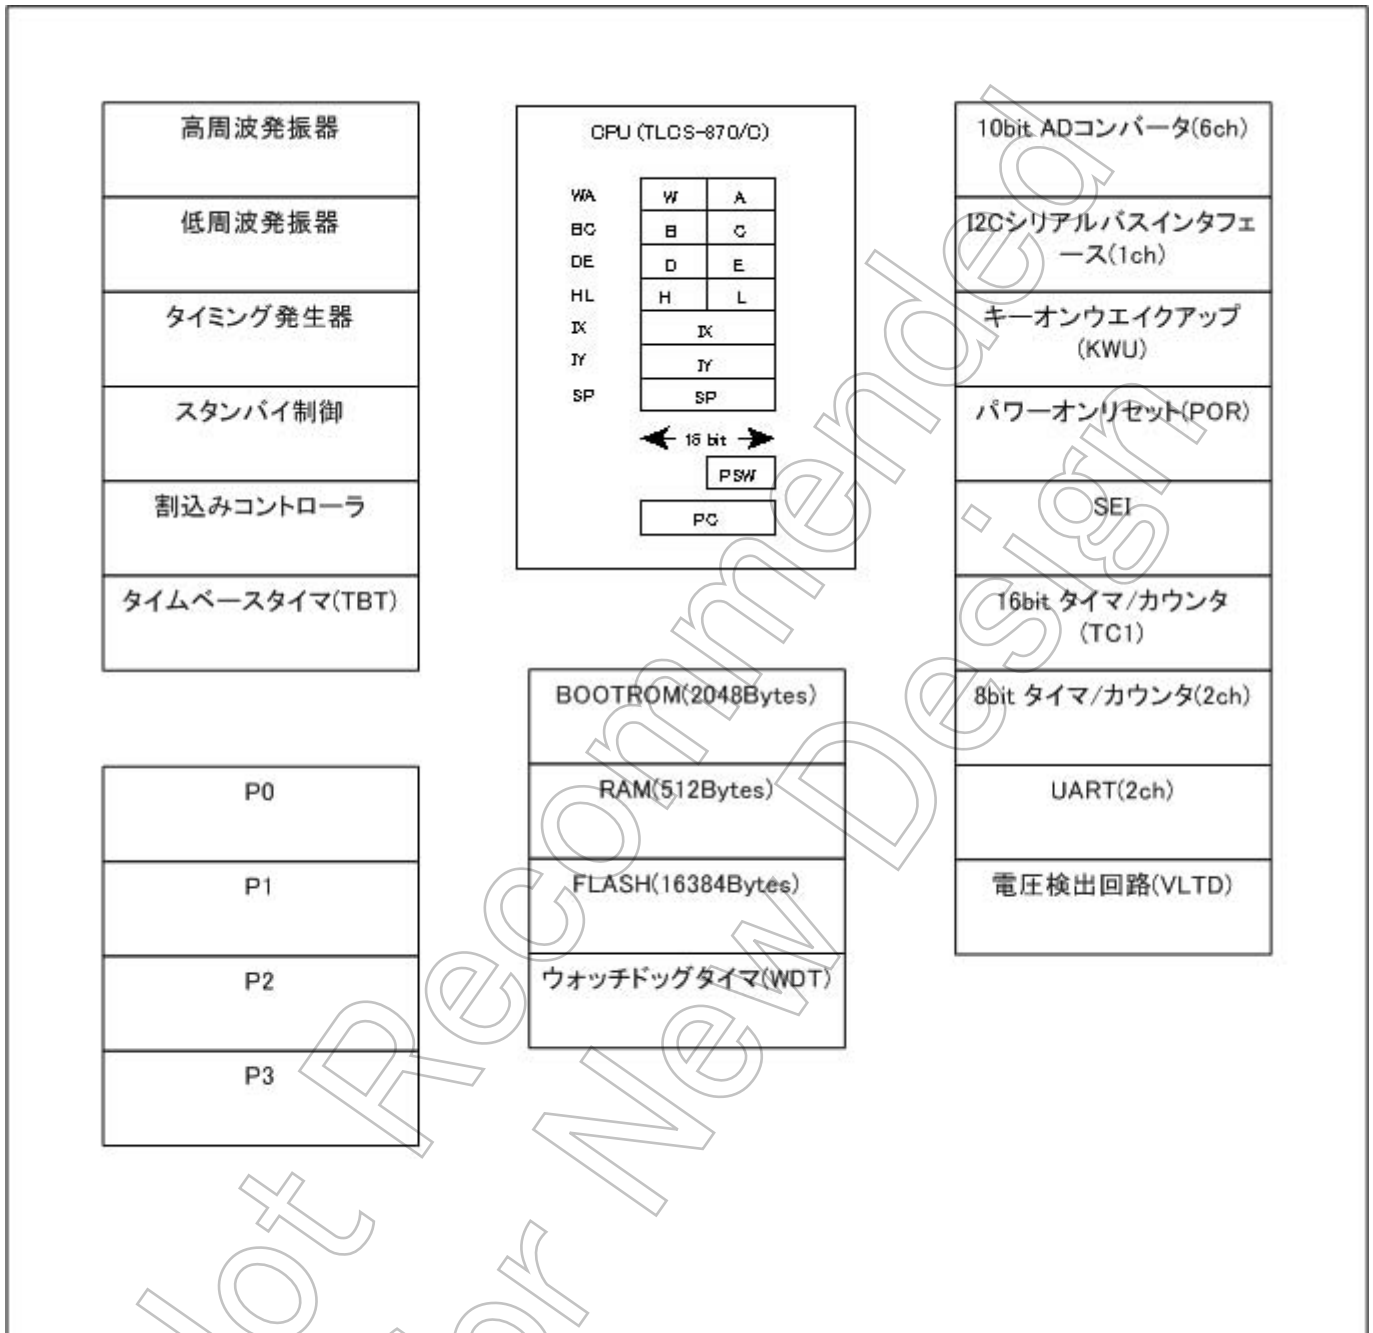 高周波発振器
低周波発振器
タイミング発生器
スタンバイ制御
割込みコントローラ
タイムベースタイマ(TBT)
P0
P1
P2
P3
CPU (TLCS-870/C)
WA W A
BC B C
DE D E
HL H L
IX IX
IY IY
SP SP
16 bit
PSW
PC
BOOTROM(2048Bytes)
RAM(512Bytes)
FLASH(16384Bytes)
ウォッチドッグタイマ(WDT)
10bit ADコンバータ(6ch)
I2Cシリアルバスインタフェ
ース(1ch)
キーオンウエイクアップ
(KWU)
パワーオンリセット(POR)
SEI
16bit タイマ/カウンタ
(TC1)
8bit タイマ/カウンタ(2ch)
UART(2ch)
電圧検出回路(VLTD)
Not Recommended
for New Design